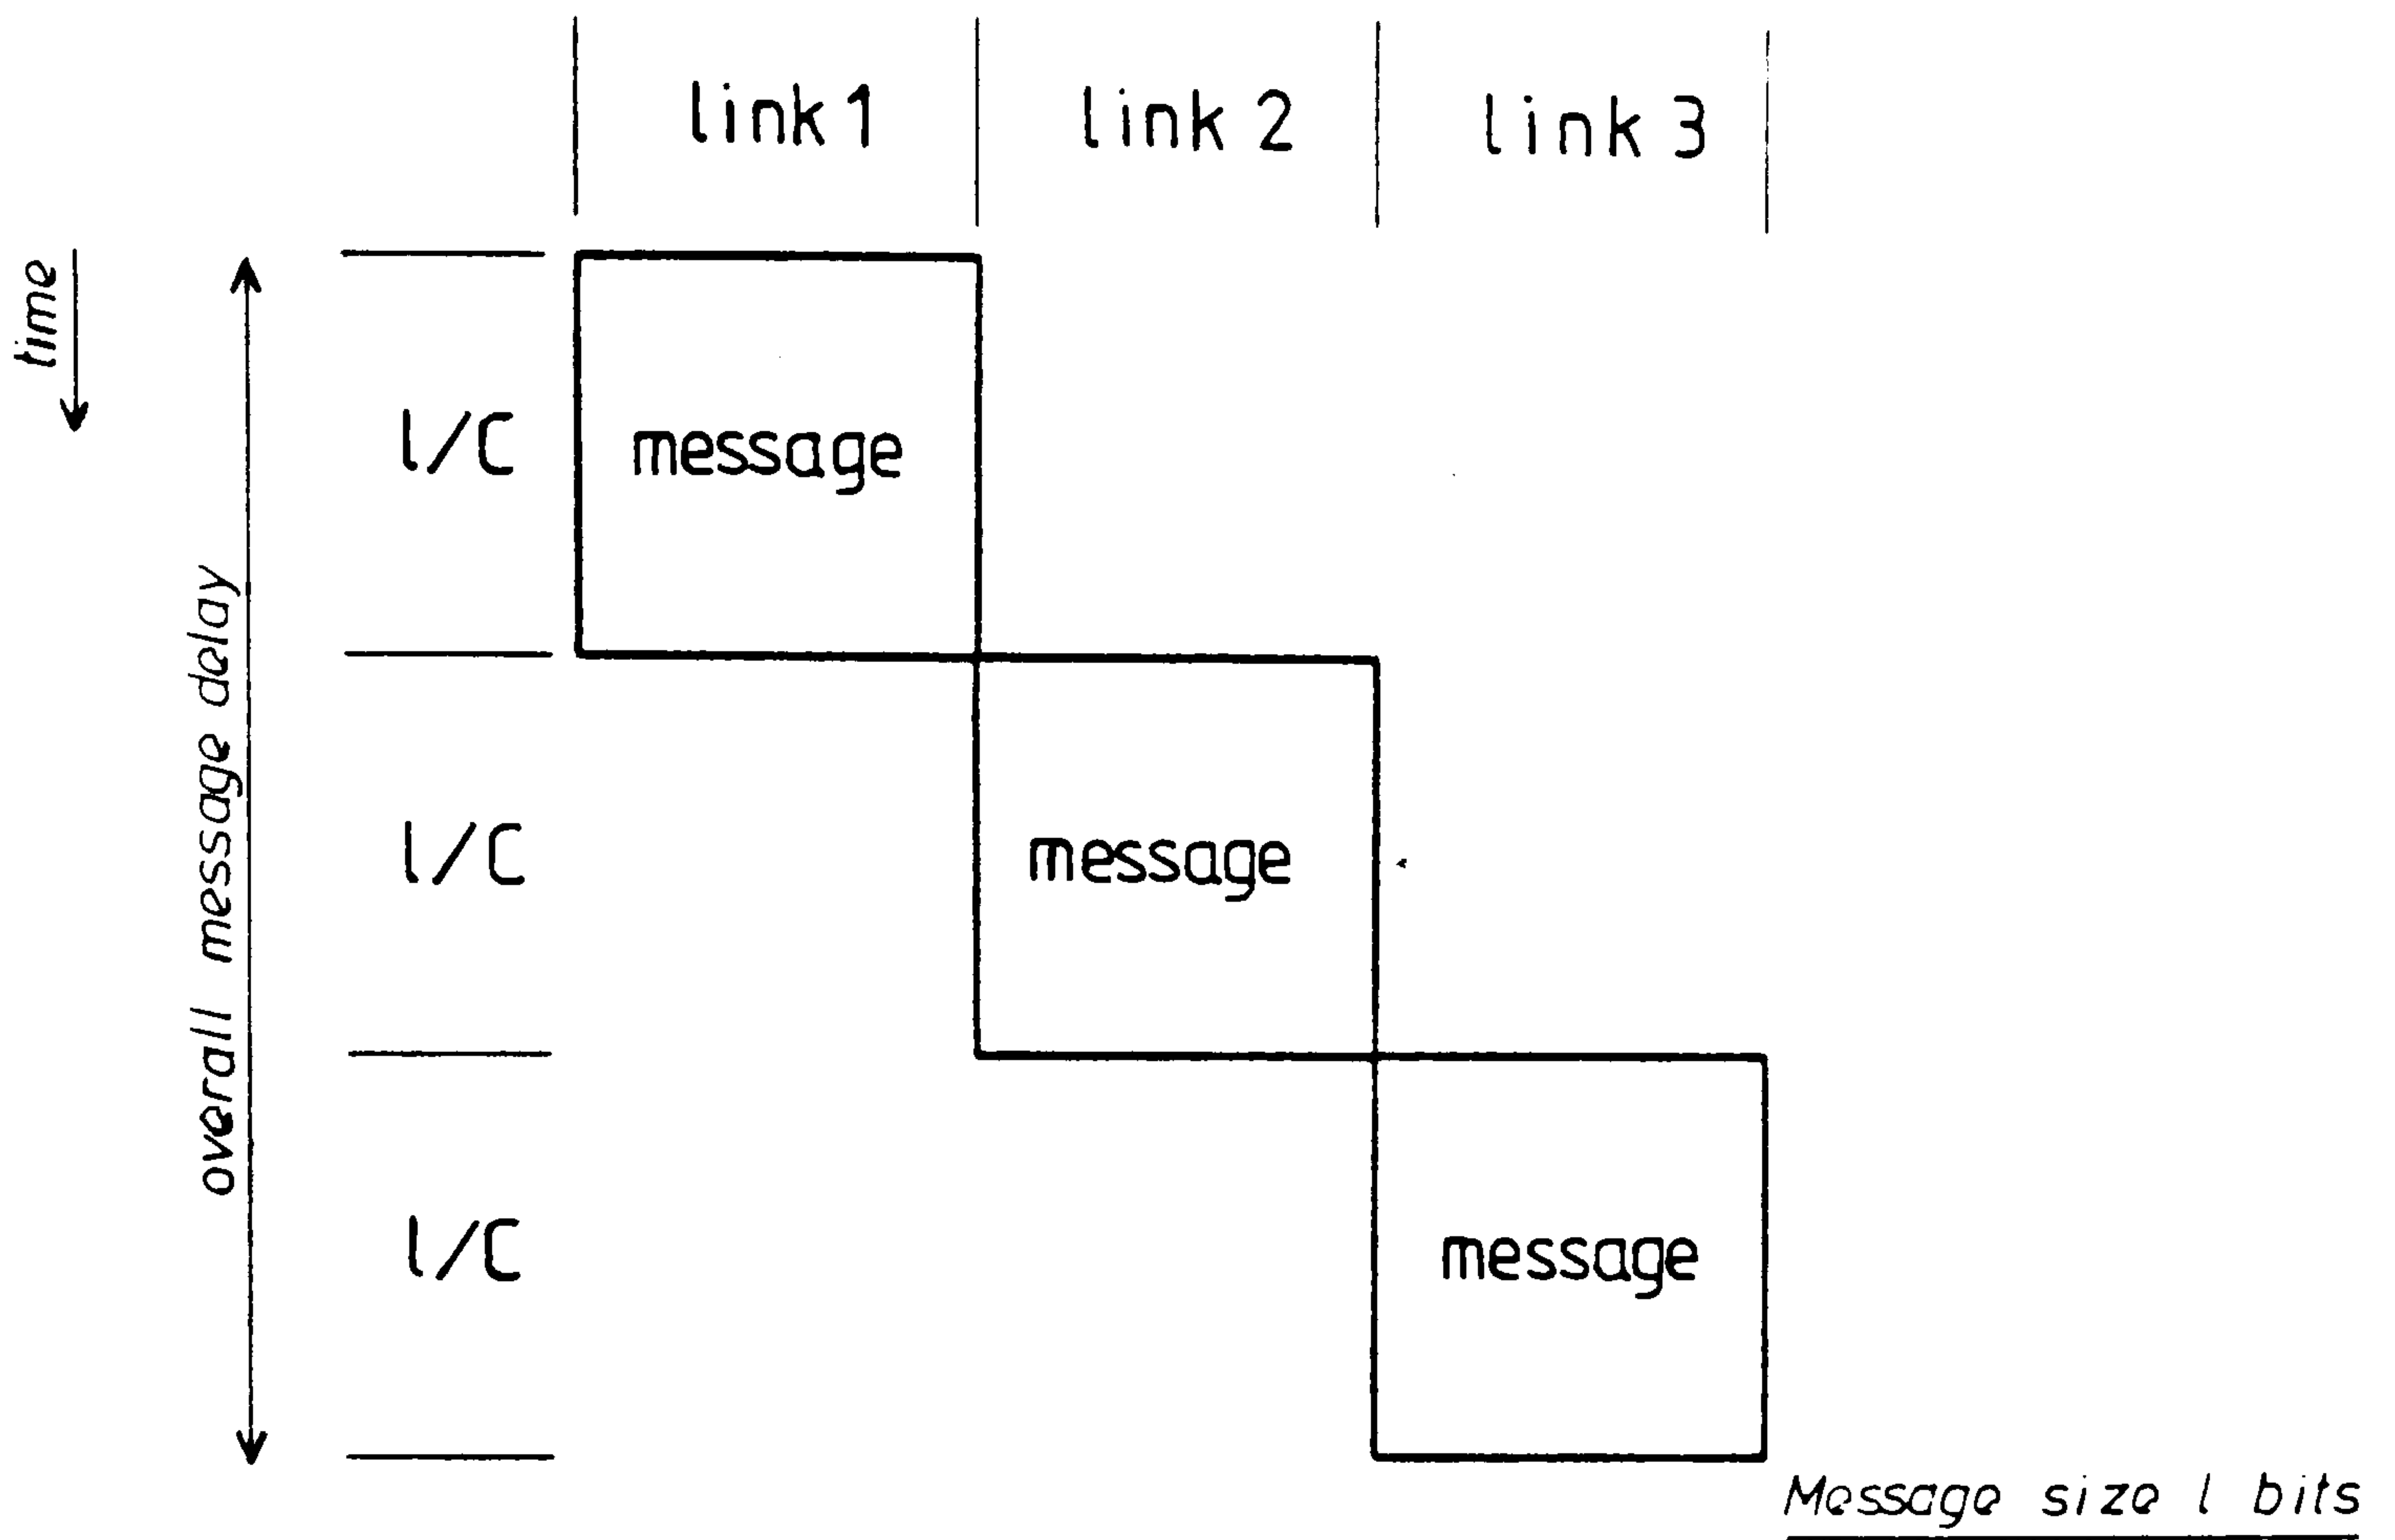 link 1
link 2
link 3
time
overall message delay
l/C
message
l/C
message
l/C
message
Message size l bits